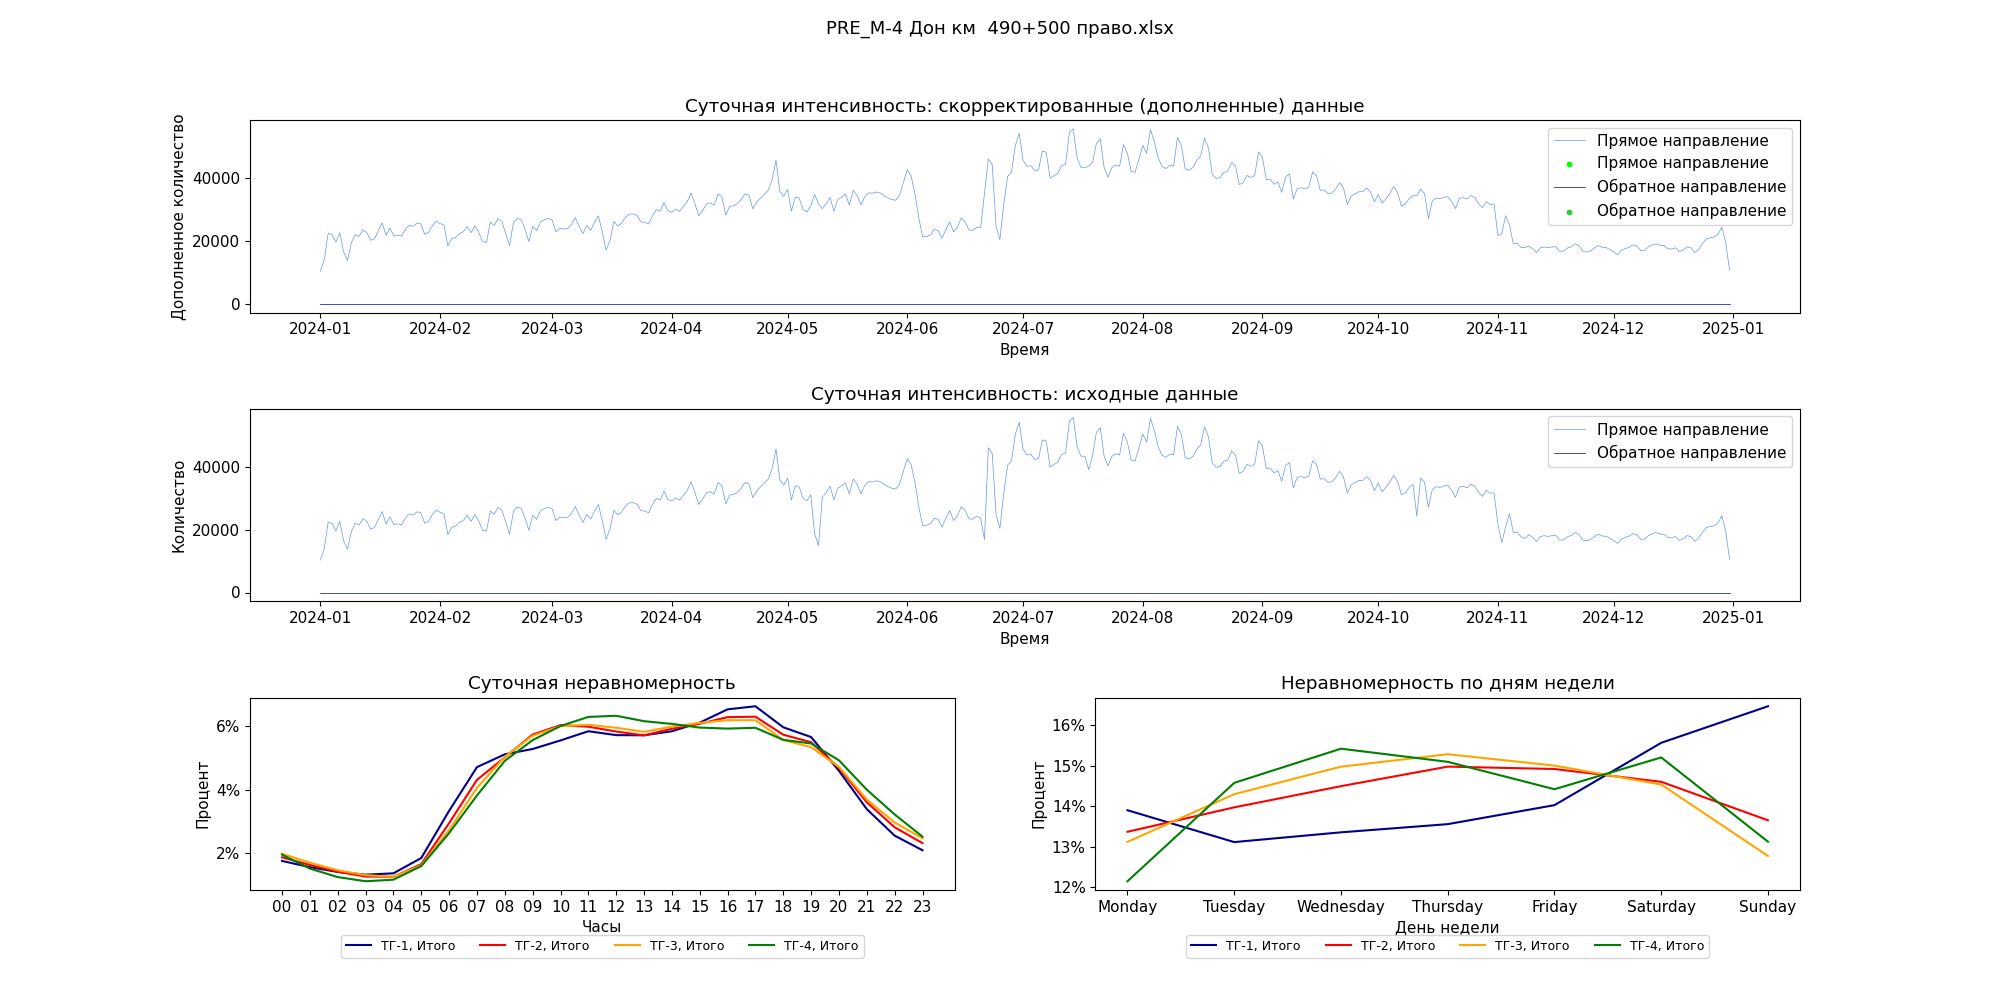 PRE_М-4 Дон км  490+500 право.xlsx
Суточная интенсивность: скорректированные (дополненные) данные
Дополненное количество
40000
20000
0
Прямое направление
Прямое направление
Обратное направление
Обратное направление
2024-01 2024-02 2024-03 2024-04 2024-05 2024-06 2024-07 2024-08 2024-09 2024-10 2024-11 2024-12 2025-01
Время
Суточная интенсивность: исходные данные
Количество
40000
20000
0
Прямое направление
Обратное направление
2024-01 2024-02 2024-03 2024-04 2024-05 2024-06 2024-07 2024-08 2024-09 2024-10 2024-11 2024-12 2025-01
Время
Суточная неравномерность
Процент
6%
4%
2%
00 01 02 03 04 05 06 07 08 09 10 11 12 13 14 15 16 17 18 19 20 21 22 23
Часы
ТГ-1, Итого ТГ-2, Итого ТГ-3, Итого ТГ-4, Итого
Неравномерность по дням недели
Процент
16%
15%
14%
13%
12%
Monday Tuesday Wednesday Thursday Friday Saturday Sunday
День недели
ТГ-1, Итого ТГ-2, Итого ТГ-3, Итого ТГ-4, Итого